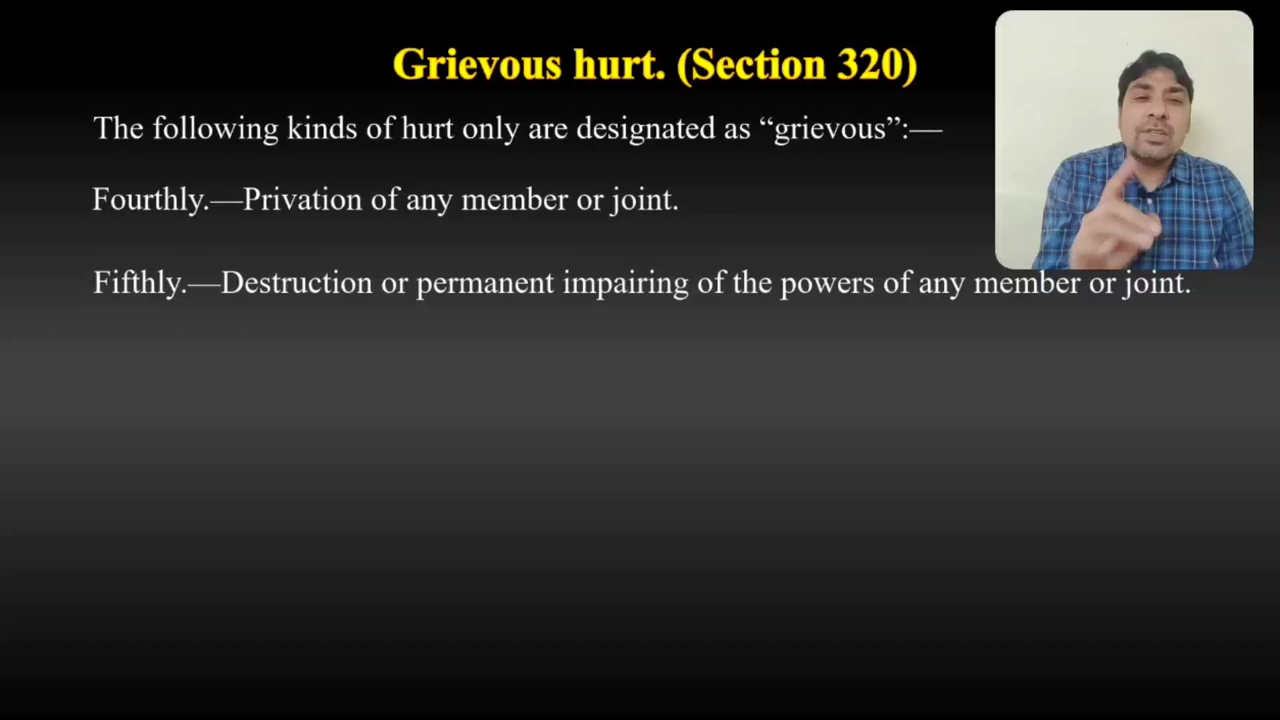 Grievous hurt. (Section 320)
The following kinds of hurt only are designated as “grievous”:—
Fourthly.—Privation of any member or joint.
Fifthly.—Destruction or permanent impairing of the powers of any member or joint.